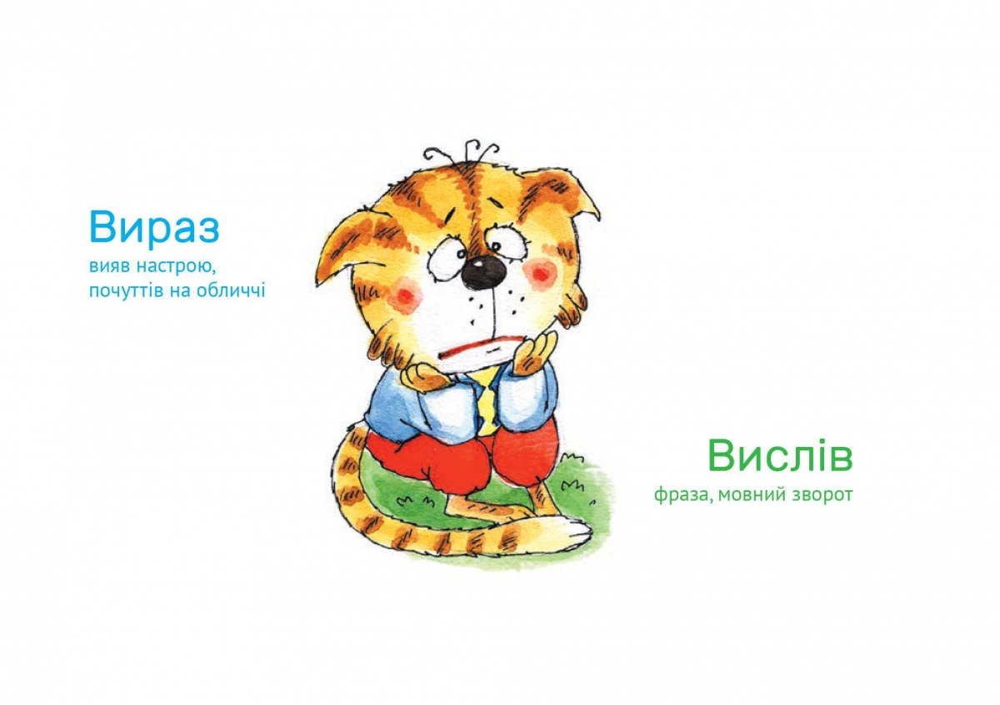 Вираз
вияв настрою,
почуттів на обличчі
Вислів
фраза, мовний зворот